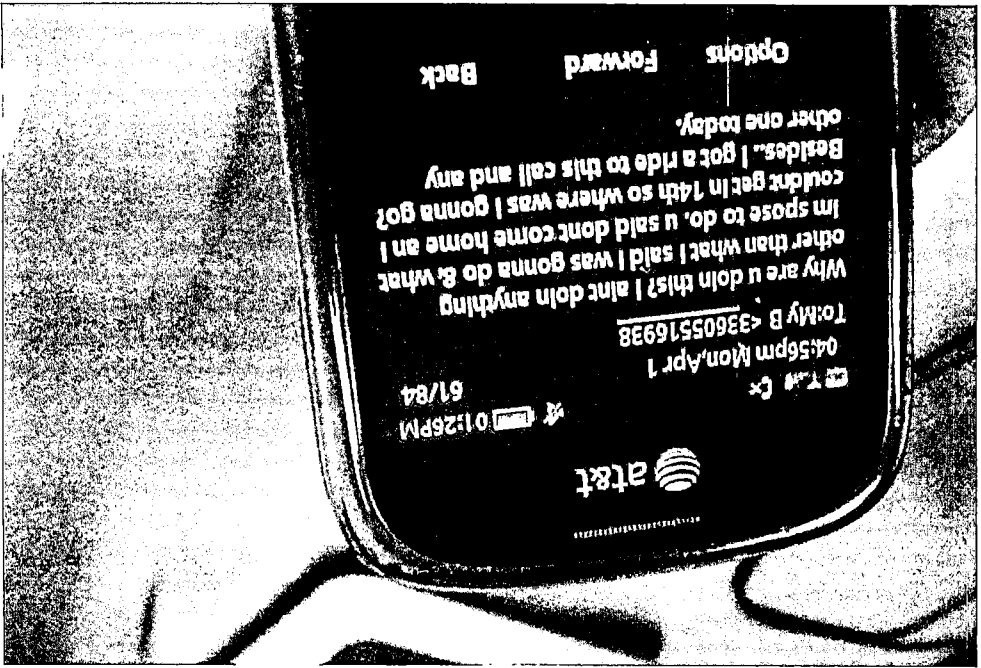 at&t
01:26PM
61/84
04:56pm Mon,Apr 1
To:My B <33605516938
Why are u doin this? I aint doin anything
other than what I said I was gonna do & what
im spose to do. u said dont come home an I
couldnt get in 14th so where was I gonna go?
Besides,. I got a ride to this call and any
other one today.
Options Forward Back